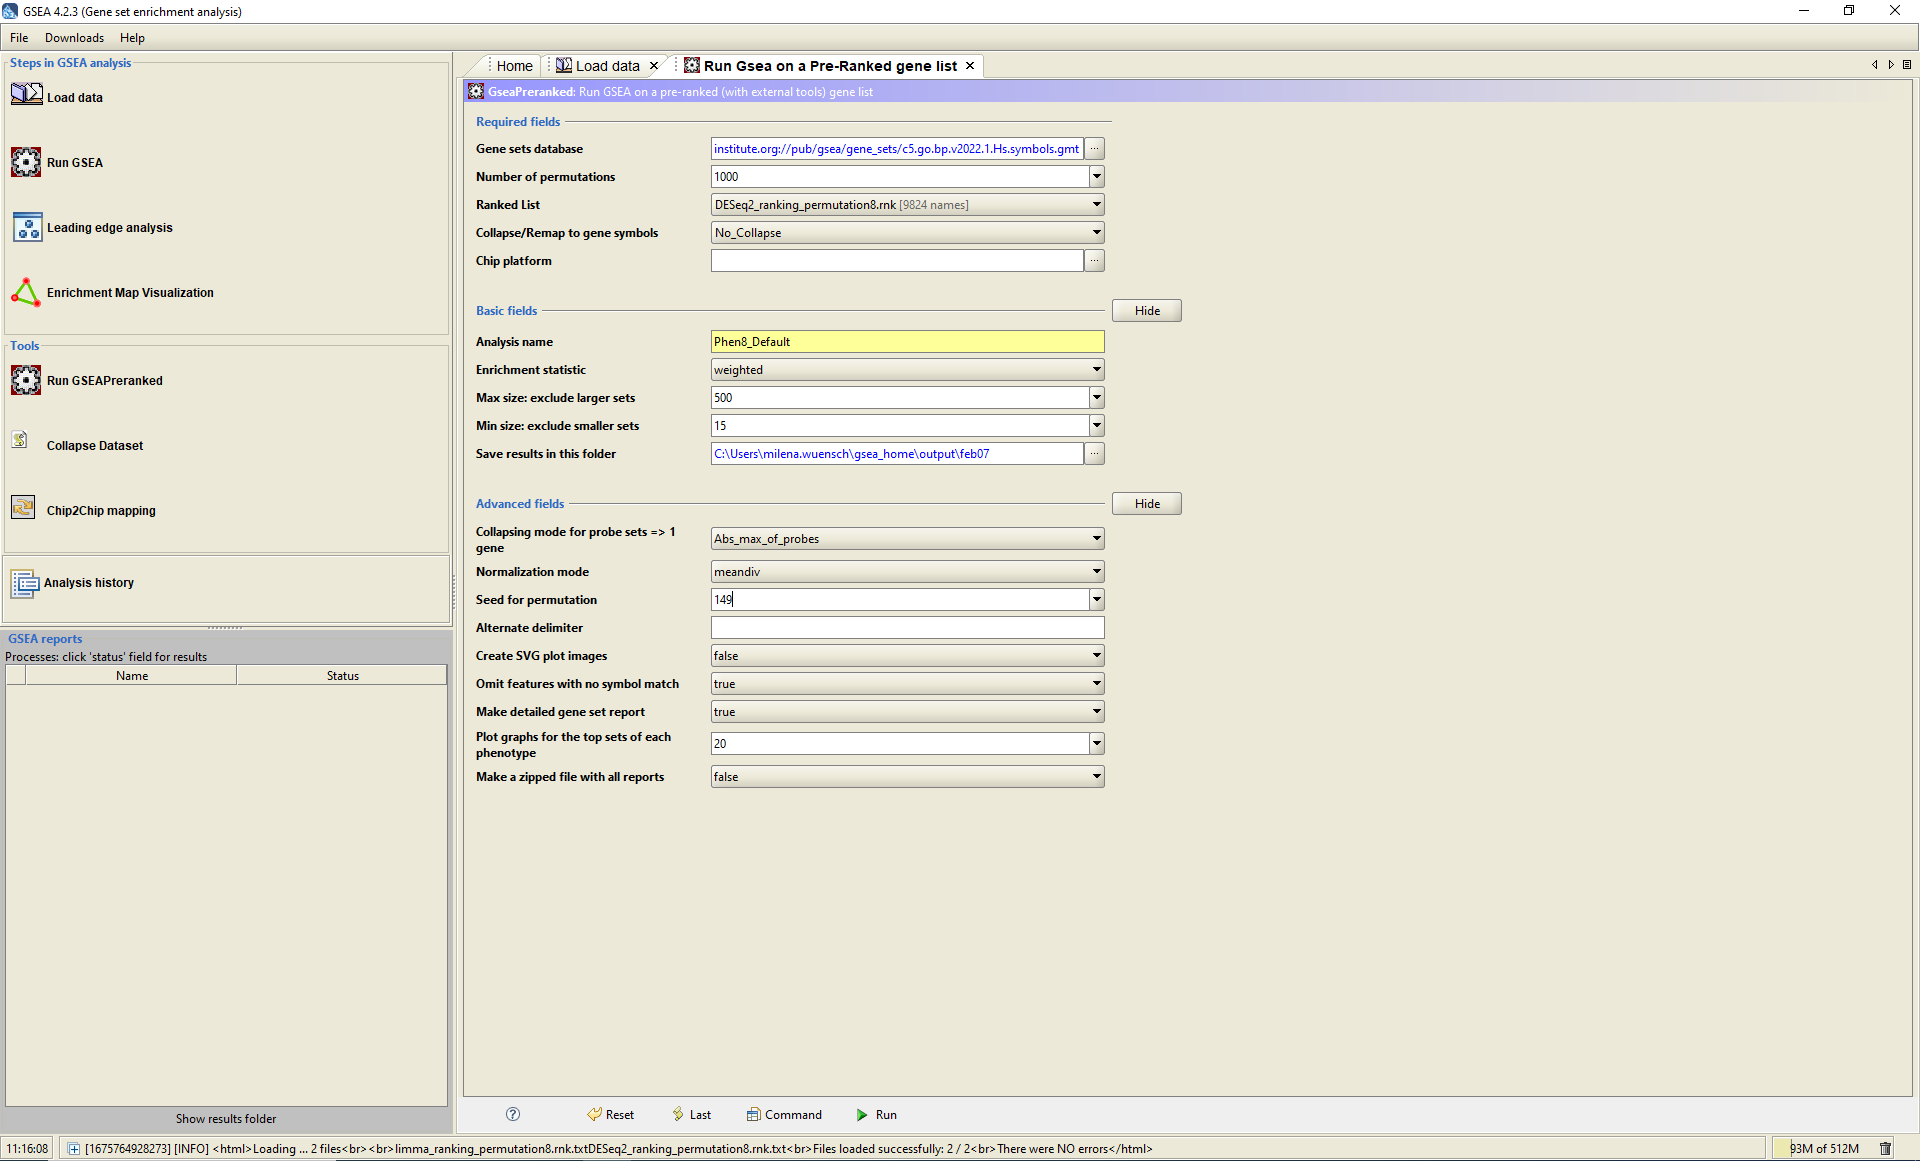 GSEA 4.2.3 (Gene set enrichment analysis)
File Downloads Help
Steps in GSEA analysis
Load data
Run GSEA
Leading edge analysis
Enrichment Map Visualization
Tools
Run GSEAPreranked
Collapse Dataset
Chip2Chip mapping
Analysis history
GSEA reports
Processes: click 'status' field for results
Name Status
Show results folder
Home Load data Run Gsea on a Pre-Ranked gene list
GseaPreranked: Run GSEA on a pre-ranked (with external tools) gene list
Required fields
Gene sets database institute.org://pub/gsea/gene_sets/c5.go.bp.v2022.1.Hs.symbols.gmt ...
Number of permutations 1000
Ranked List DESeq2_ranking_permutation8.rnk [9824 names]
Collapse/Remap to gene symbols No_Collapse
Chip platform ...
Basic fields Hide
Analysis name Phen8_Default
Enrichment statistic weighted
Max size: exclude larger sets 500
Min size: exclude smaller sets 15
Save results in this folder C:\Users\milena.wuensch\gsea_home\output\feb07 ...
Advanced fields Hide
Collapsing mode for probe sets => 1
gene Abs_max_of_probes
Normalization mode meandiv
Seed for permutation 149
Alternate delimiter
Create SVG plot images false
Omit features with no symbol match true
Make detailed gene set report true
Plot graphs for the top sets of each
phenotype 20
Make a zipped file with all reports false
? Reset Last Command Run
11:16:08 [1675764928273] [INFO] <html>Loading ... 2 files<br><br>limma_ranking_permutation8.rnk.txtDESeq2_ranking_permutation8.rnk.txt<br>Files loaded successfully: 2 / 2<br>There were NO errors</html> 93M of 512M